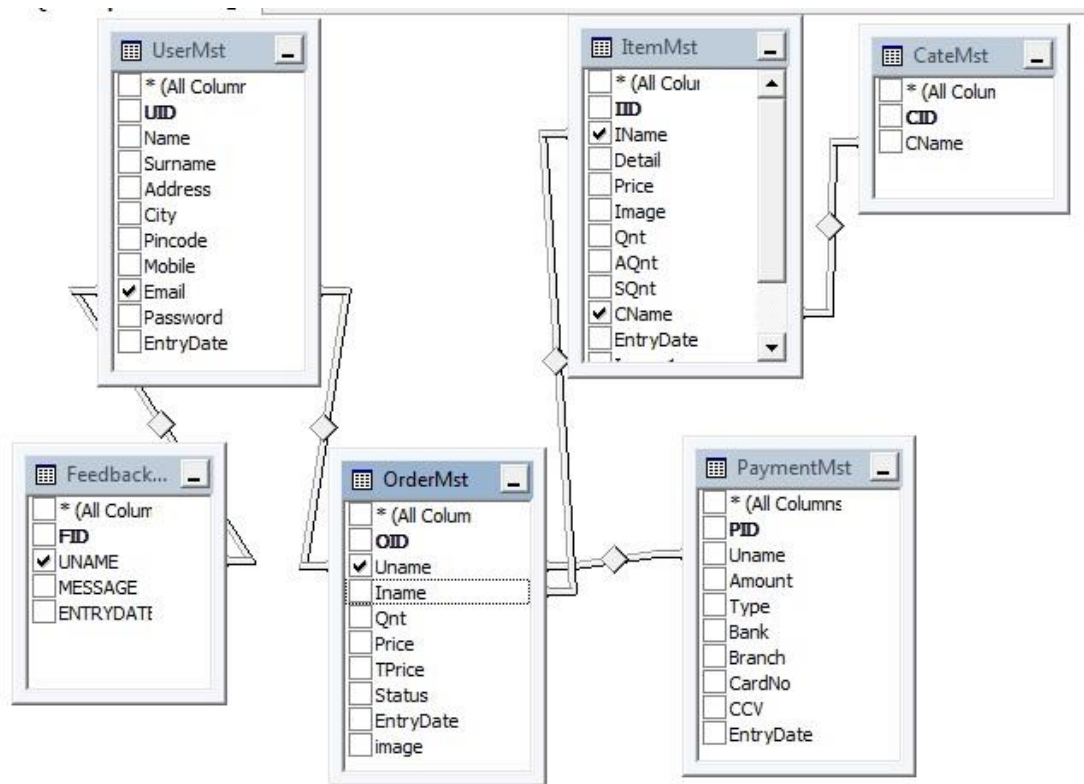 UserMst
* (All Columr
UID
Name
Surname
Address
City
Pincode
Mobile
Email
Password
EntryDate
ItemMst
* (All Colui
IID
IName
Detail
Price
Image
Qnt
AQnt
SQnt
CName
EntryDate
CateMst
* (All Colun
CID
CName
Feedback...
* (All Colum
FID
UNAME
MESSAGE
ENTRYDATE
OrderMst
* (All Colum
OID
Uname
Iname
Qnt
Price
TPrice
Status
EntryDate
image
PaymentMst
* (All Columns
PID
Uname
Amount
Type
Bank
Branch
CardNo
CCV
EntryDate